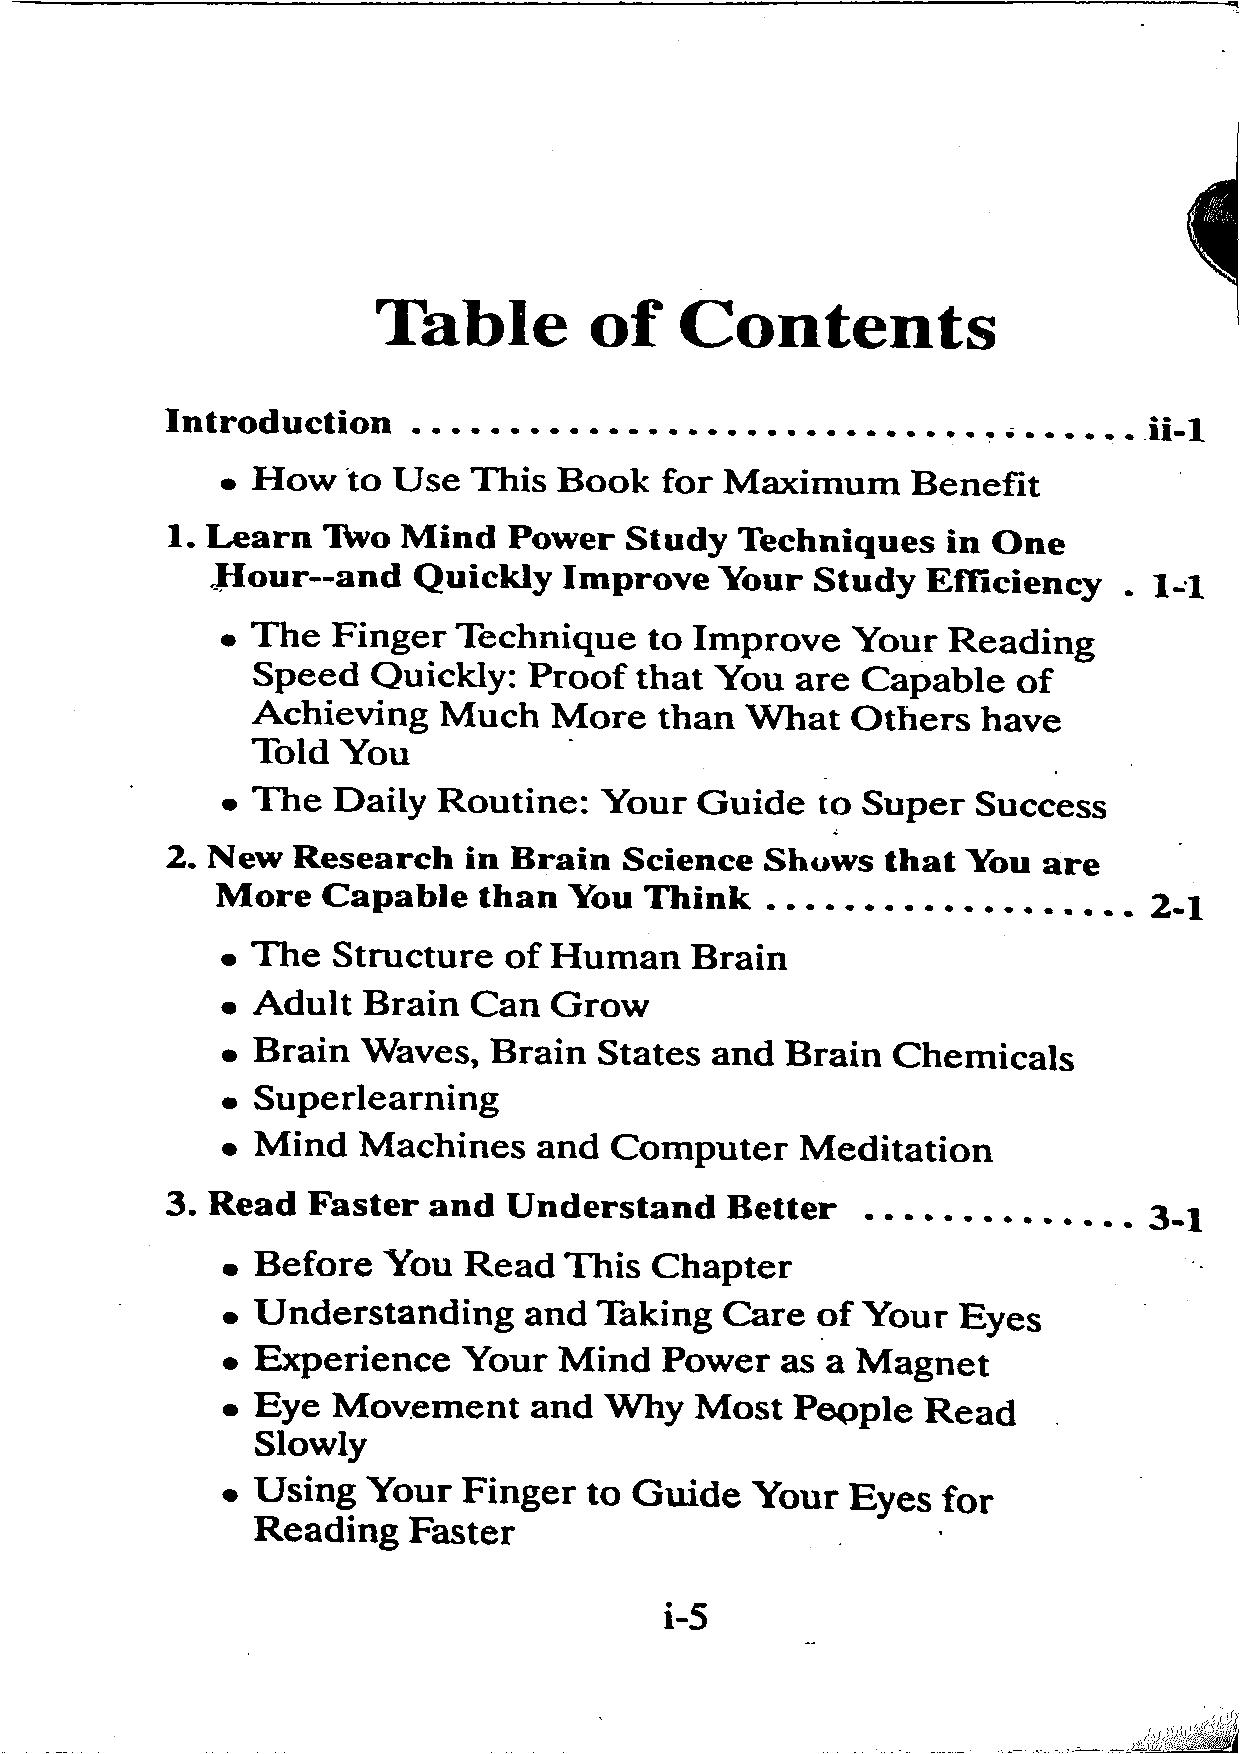 Table of Contents
Introduction ..................................... ii-1
• How to Use This Book for Maximum Benefit
1. Learn Two Mind Power Study Techniques in One
Hour--and Quickly Improve Your Study Efficiency . 1-1
• The Finger Technique to Improve Your Reading
Speed Quickly: Proof that You are Capable of
Achieving Much More than What Others have
Told You
• The Daily Routine: Your Guide to Super Success
2. New Research in Brain Science Shows that You are
More Capable than You Think ................... 2-1
• The Structure of Human Brain
• Adult Brain Can Grow
• Brain Waves, Brain States and Brain Chemicals
• Superlearning
• Mind Machines and Computer Meditation
3. Read Faster and Understand Better .............. 3-1
• Before You Read This Chapter
• Understanding and Taking Care of Your Eyes
• Experience Your Mind Power as a Magnet
• Eye Movement and Why Most People Read
Slowly
• Using Your Finger to Guide Your Eyes for
Reading Faster
i-5